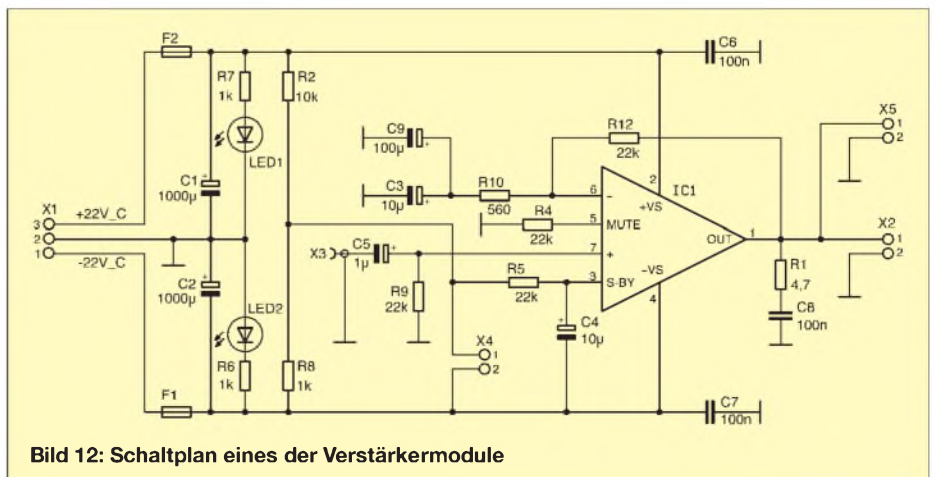 F2
C6
100n
R7
1k
R2
10k
LED1
C9
100µ
+
R12
22k
X5
1
2
C1
1000µ
+
C3
10µ
+
R10
560
6
−
2
+VS
IC1
X1
3
2
1
+22V_C
-22V_C
R4
22k
5
MUTE
X3
C5
1µ
+
7
+
OUT
1
X2
1
2
C2
1000µ
+
R9
22k
R5
22k
3
S-BY
−VS
4
R1
4,7
LED2
C4
10µ
+
C8
100n
R6
1k
R8
1k
X4
1
2
F1
C7
100n
Bild 12: Schaltplan eines der Verstärkermodule